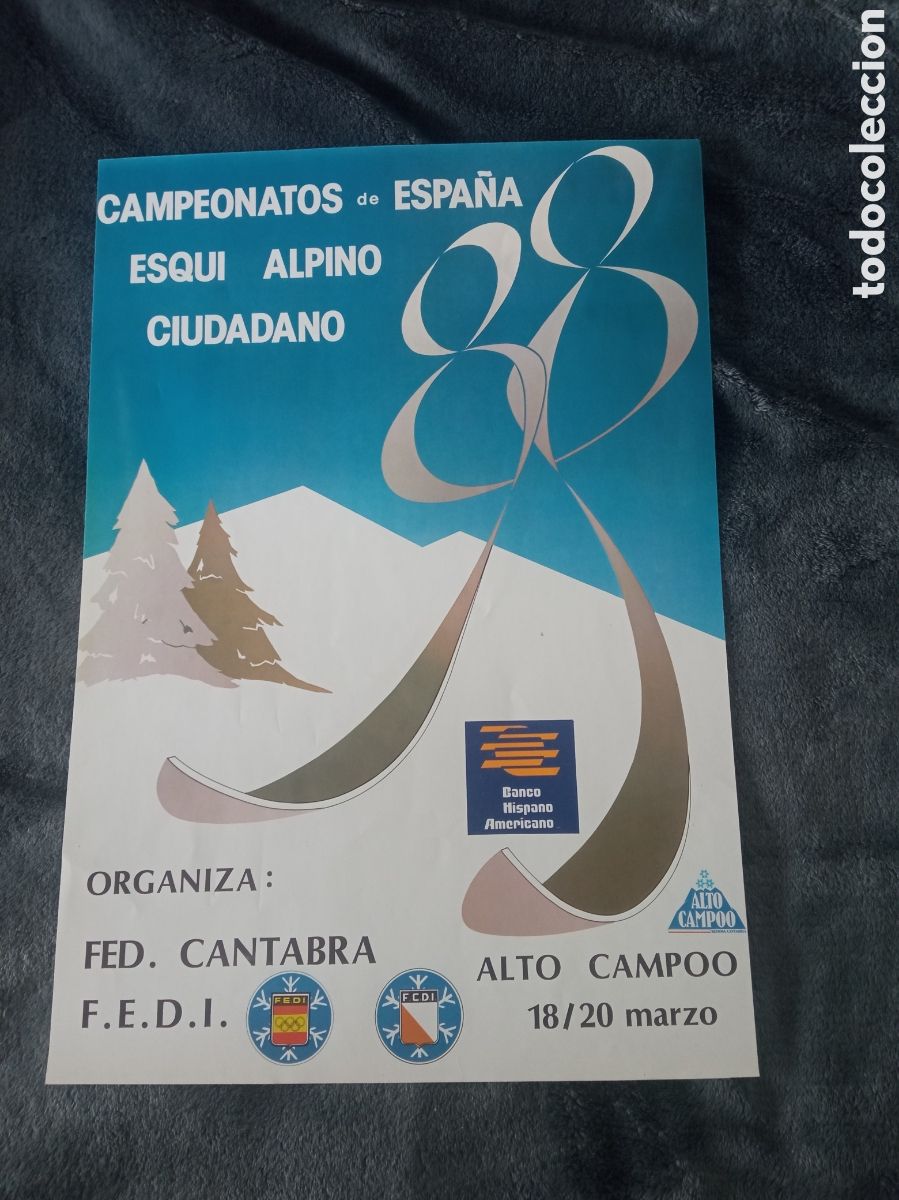 CAMPEONATOS de ESPAÑA
ESQUI ALPINO
CIUDADANO
88
Banco
Hispano
Americano
ORGANIZA:
FED. CANTABRA
F.E.D.I.
FEDI
FCDI
ALTO
CAMPOO
ALTO CAMPOO
18/20 marzo
todocoleccion